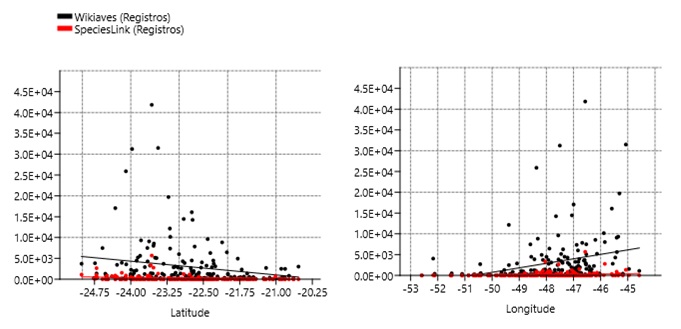 Wikiaves (Registros)
SpeciesLink (Registros)
4.5E+04
4.0E+04
3.5E+04
3.0E+04
2.5E+04
2.0E+04
1.5E+04
1.0E+04
5.0E+03
0.0E+00
-24.75 -24.00 -23.25 -22.50 -21.75 -21.00 -20.25
Latitude
4.5E+04
4.0E+04
3.5E+04
3.0E+04
2.5E+04
2.0E+04
1.5E+04
1.0E+04
5.0E+03
0.0E+00
-53 -52 -51 -50 -49 -48 -47 -46 -45
Longitude